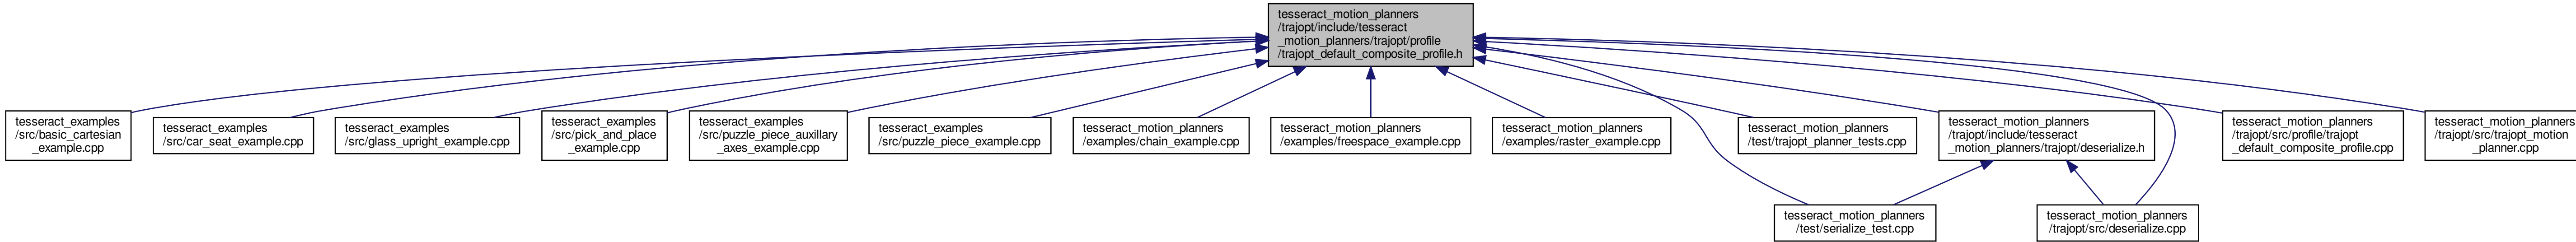 tesseract_motion_planners
/trajopt/include/tesseract
_motion_planners/trajopt/profile
/trajopt_default_composite_profile.h
tesseract_examples
/src/basic_cartesian
_example.cpp
tesseract_examples
/src/car_seat_example.cpp
tesseract_examples
/src/glass_upright_example.cpp
tesseract_examples
/src/pick_and_place
_example.cpp
tesseract_examples
/src/puzzle_piece_auxillary
_axes_example.cpp
tesseract_examples
/src/puzzle_piece_example.cpp
tesseract_motion_planners
/examples/chain_example.cpp
tesseract_motion_planners
/examples/freespace_example.cpp
tesseract_motion_planners
/examples/raster_example.cpp
tesseract_motion_planners
/test/trajopt_planner_tests.cpp
tesseract_motion_planners
/trajopt/include/tesseract
_motion_planners/trajopt/deserialize.h
tesseract_motion_planners
/trajopt/src/profile/trajopt
_default_composite_profile.cpp
tesseract_motion_planners
/trajopt/src/trajopt_motion
_planner.cpp
tesseract_motion_planners
/test/serialize_test.cpp
tesseract_motion_planners
/trajopt/src/deserialize.cpp